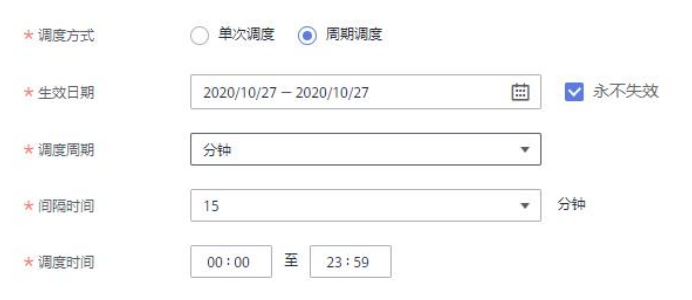 * 调度方式 单次调度 周期调度
* 生效日期 2020/10/27 – 2020/10/27 永不失效
* 调度周期 分钟
* 间隔时间 15 分钟
* 调度时间 00 : 00 至 23 : 59